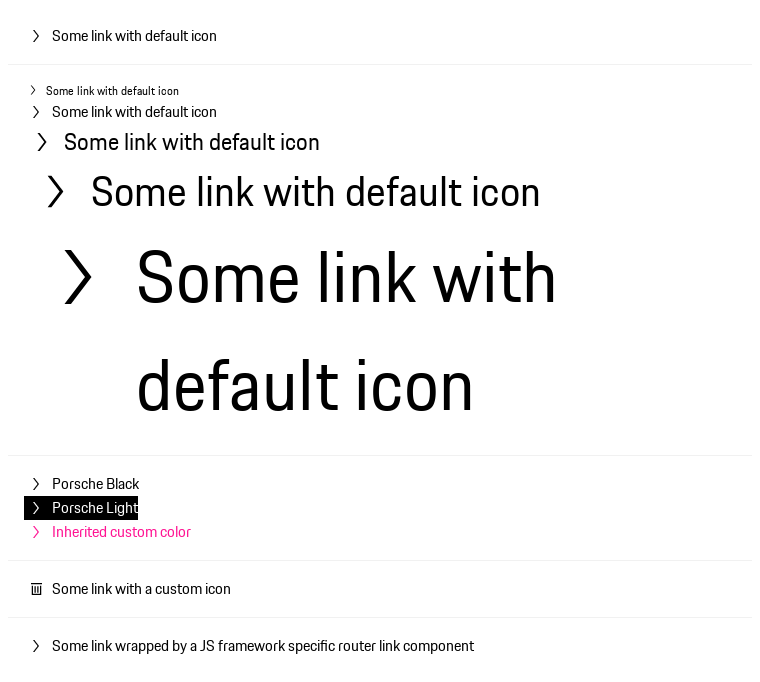 Some link with default icon
Some link with default icon
Some link with default icon
Some link with default icon
Some link with default icon
Some link with
default icon
Porsche Black
Porsche Light
Inherited custom color
Some link with a custom icon
Some link wrapped by a JS framework specific router link component